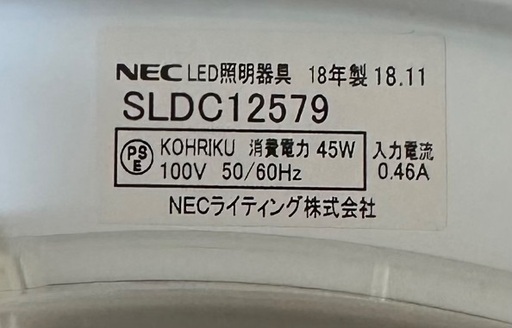 NEC LED照明器具 18年製 18.11
SLDC12579
PSE KOHRIKU 消費電力 45W 入力電流
100V 50/60Hz 0.46A
NECライティング株式会社